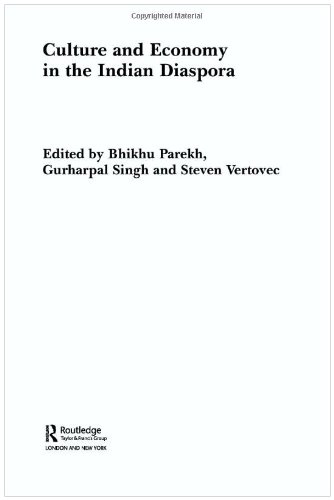 Copyrighted Material
Culture and Economy
in the Indian Diaspora
Edited by Bhikhu Parekh,
Gurharpal Singh and Steven Vertovec
R
Routledge
Taylor & Francis Group
LONDON AND NEW YORK